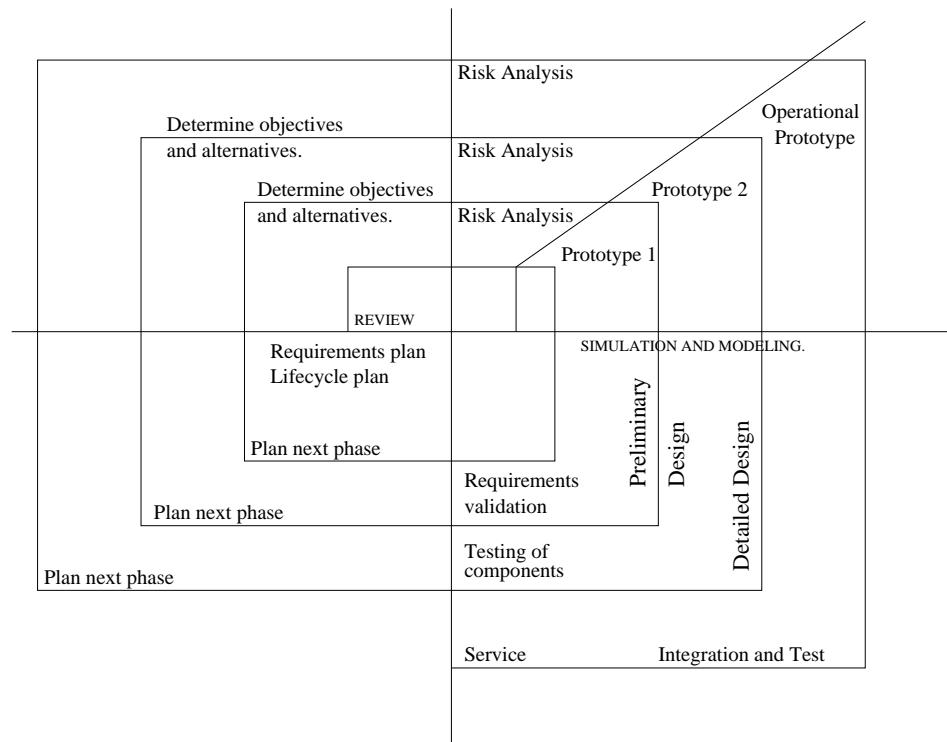 Risk Analysis
Operational
Prototype
Determine objectives
and alternatives.
Risk Analysis
Determine objectives
and alternatives.
Risk Analysis
Prototype 2
Prototype 1
REVIEW
SIMULATION AND MODELING.
Requirements plan
Lifecycle plan
Plan next phase
Preliminary
Design
Detailed Design
Requirements
validation
Plan next phase
Testing of
components
Plan next phase
Service
Integration and Test